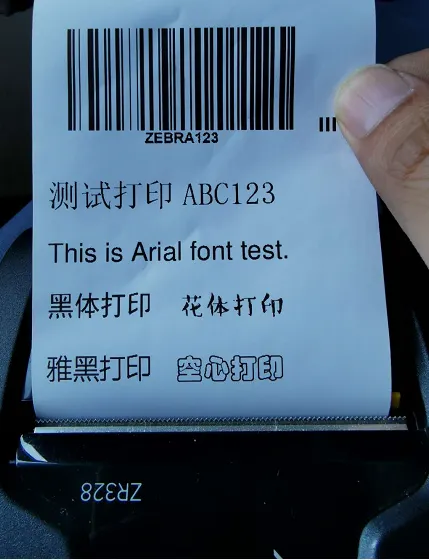 ZEBRA123
测试打印 ABC123
This is Arial font test.
黑体打印 花体打印
雅黑打印 空心打印
ZR328